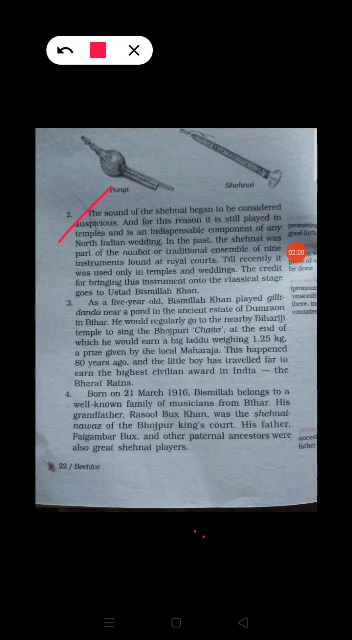 Pungi
Shehnai
2. The sound of the shehnai began to be considered
auspicious. And for this reason it is still played in
temples and is an indispensable component of any
North Indian wedding. In the past, the shehnai was
part of the naubat or traditional ensemble of nine
instruments found at royal courts. Till recently it
was used only in temples and weddings. The credit
for bringing this instrument onto the classical stage
goes to Ustad Bismillah Khan.
3. As a five-year old, Bismillah Khan played gilli-
danda near a pond in the ancient estate of Dumraon
in Bihar. He would regularly go to the nearby Bihariji
temple to sing the Bhojpuri ‘Chaita’, at the end of
which he would earn a big laddu weighing 1.25 kg,
a prize given by the local Maharaja. This happened
80 years ago, and the little boy has travelled far to
earn the highest civilian award in India — the
Bharat Ratna.
4. Born on 21 March 1916, Bismillah belongs to a
well-known family of musicians from Bihar. His
grandfather, Rasool Bux Khan, was the shehnai-
nawaz of the Bhojpur king's court. His father,
Paigambar Bux, and other paternal ancestors were
also great shehnai players.
22 / Beehive
promising
02:00
be done